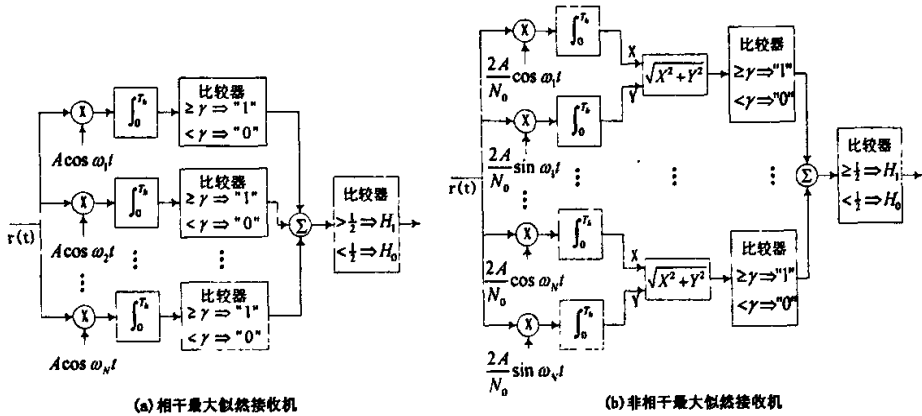 r(t)
X
∫₀^{T_b}
比较器
≥ γ ⇒ "1"
< γ ⇒ "0"
A cos ω₁t
X
∫₀^{T_b}
比较器
≥ γ ⇒ "1"
< γ ⇒ "0"
A cos ω₂t
X
∫₀^{T_b}
比较器
≥ γ ⇒ "1"
< γ ⇒ "0"
A cos ω_N t
Σ
比较器
> ½ ⇒ H₁
< ½ ⇒ H₀
(a)相干最大似然接收机
r(t)
X
∫₀^{T_b}
X
2A/N₀ cos ω₁t
X
∫₀^{T_b}
Y
2A/N₀ sin ω₁t
√X² + Y²
比较器
≥ γ ⇒ "1"
< γ ⇒ "0"
X
∫₀^{T_b}
X
2A/N₀ cos ω_N t
X
∫₀^{T_b}
Y
2A/N₀ sin ω_N t
√X² + Y²
比较器
≥ γ ⇒ "1"
< γ ⇒ "0"
Σ
比较器
≥ ½ ⇒ H₁
< ½ ⇒ H₀
(b)非相干最大似然接收机